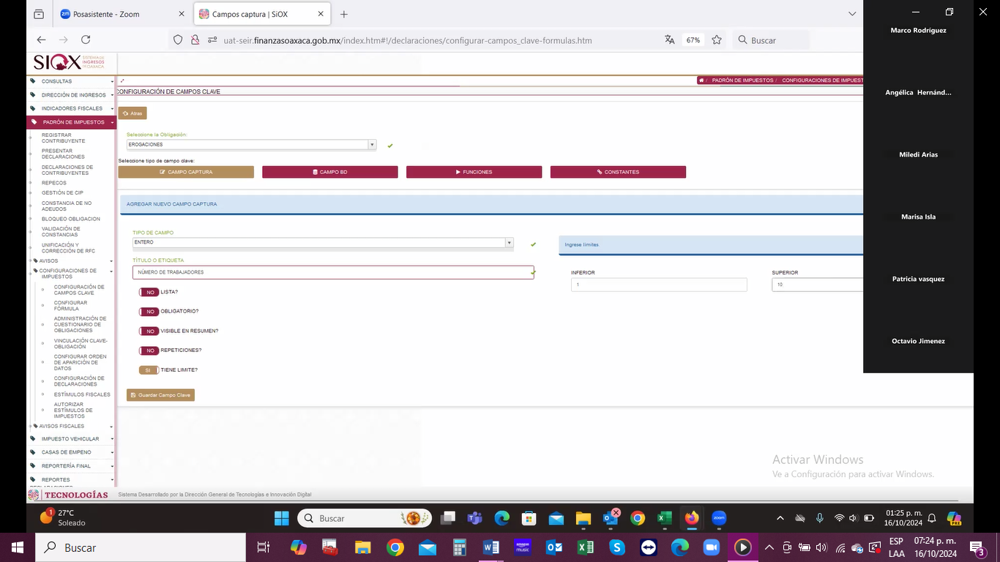 Posasistente - Zoom
Campos captura | SiOX
uat-seir.finanzasoaxaca.gob.mx/index.htm#!/declaraciones/configurar-campos_clave-formulas.htm
67%
Buscar
SIOX SISTEMA DE INGRESOS DE OAXACA
PADRÓN DE IMPUESTOS / CONFIGURACIONES DE IMPUEST
CONSULTAS
DIRECCIÓN DE INGRESOS
INDICADORES FISCALES
PADRÓN DE IMPUESTOS
REGISTRAR
CONTRIBUYENTE
PRESENTAR
DECLARACIONES
DECLARACIONES DE
CONTRIBUYENTES
REPECOS
GESTIÓN DE CIP
CONSTANCIA DE NO
ADEUDOS
BLOQUEO OBLIGACION
VALIDACIÓN DE
CONSTANCIAS
UNIFICACIÓN Y
CORRECCIÓN DE RFC
AVISOS
CONFIGURACIONES DE
IMPUESTOS
CONFIGURACIÓN DE
CAMPOS CLAVE
CONFIGURAR
FÓRMULA
ADMINISTRACIÓN DE
CUESTIONARIO DE
OBLIGACIONES
VINCULACIÓN CLAVE-
OBLIGACIÓN
CONFIGURAR ORDEN
DE APARICIÓN DE
DATOS
CONFIGURACIÓN DE
DECLARACIONES
ESTÍMULOS FISCALES
AUTORIZAR
ESTÍMULOS DE
IMPUESTOS
AVISOS FISCALES
IMPUESTO VEHICULAR
CASAS DE EMPENO
REPORTERÍA FINAL
REPORTES
DECLARACIONES
CONFIGURACIÓN DE CAMPOS CLAVE
Atras
Seleccione la Obligación:
EROGACIONES
Seleccione tipo de campo clave:
CAMPO CAPTURA
CAMPO BD
FUNCIONES
CONSTANTES
AGREGAR NUEVO CAMPO CAPTURA
TIPO DE CAMPO
ENTERO
TÍTULO O ETIQUETA
NÚMERO DE TRABAJADORES
NO LISTA?
NO OBLIGATORIO?
NO VISIBLE EN RESUMEN?
NO REPETICIONES?
SI TIENE LIMITE?
Guardar Campo Clave
Ingrese limites
INFERIOR
1
SUPERIOR
10
Marco Rodríguez
Angélica Hernánd...
Miledi Arias
Marisa Isla
Patricia vasquez
Octavio Jimenez
Activar Windows
Ve a Configuración para activar Windows.
TECNOLOGÍAS
Sistema Desarrollado por la Dirección General de Tecnologías e Innovación Digital
1
27°C
Soleado
Buscar
zoom
01:25 p. m.
16/10/2024
PRE
Buscar
amazon music
ESP
LAA
07:24 p. m.
16/10/2024
3